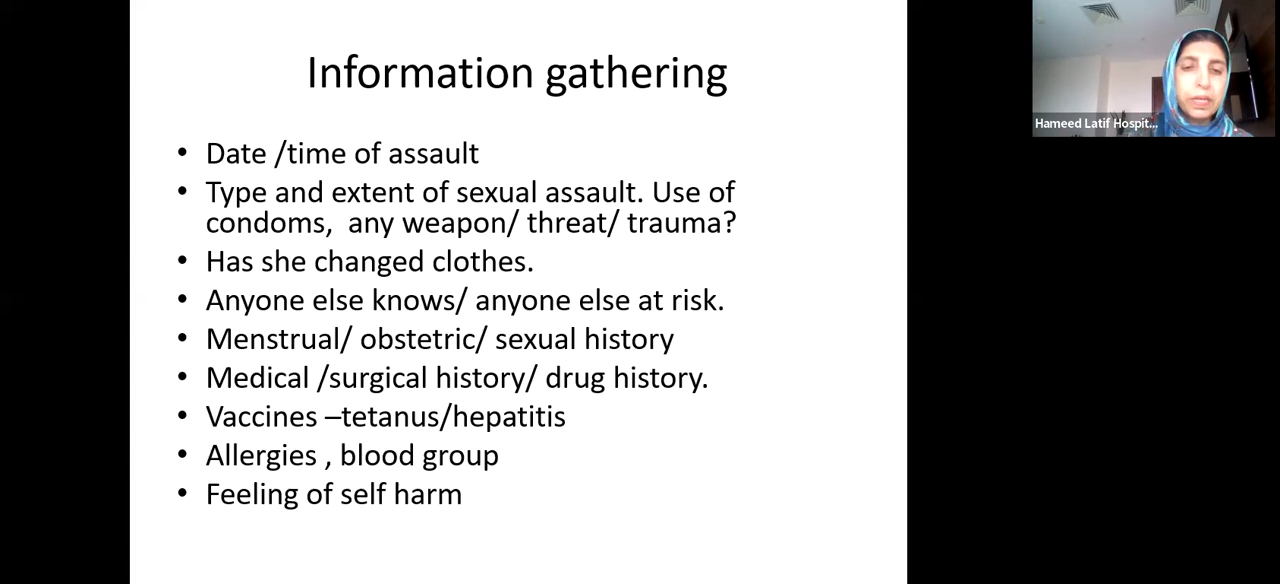 Information gathering
• Date /time of assault
• Type and extent of sexual assault. Use of
condoms,  any weapon/ threat/ trauma?
• Has she changed clothes.
• Anyone else knows/ anyone else at risk.
• Menstrual/ obstetric/ sexual history
• Medical /surgical history/ drug history.
• Vaccines –tetanus/hepatitis
• Allergies , blood group
• Feeling of self harm
Hameed Latif Hospit...